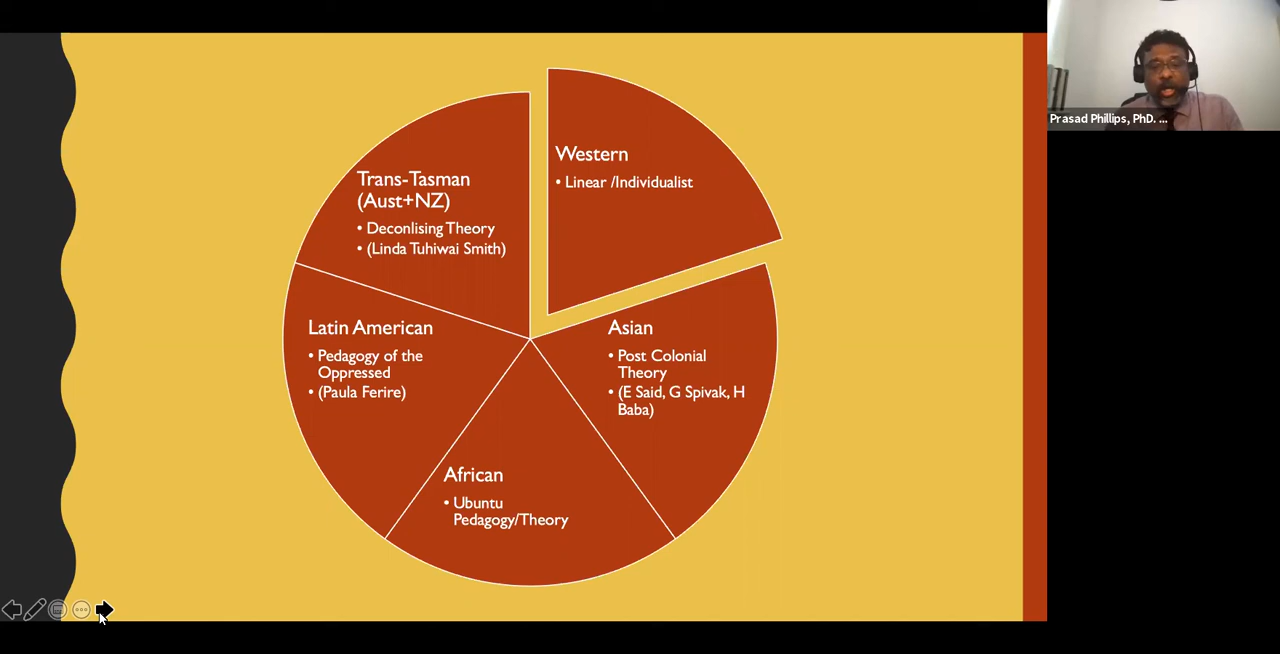 Western
• Linear /Individualist
Trans-Tasman
(Aust+NZ)
• Deconlising Theory
• (Linda Tuhiwai Smith)
Latin American
• Pedagogy of the
Oppressed
• (Paula Ferire)
Asian
• Post Colonial
Theory
• (E Said, G Spivak, H
Baba)
African
• Ubuntu
Pedagogy/Theory
Prasad Phillips, PhD. ...